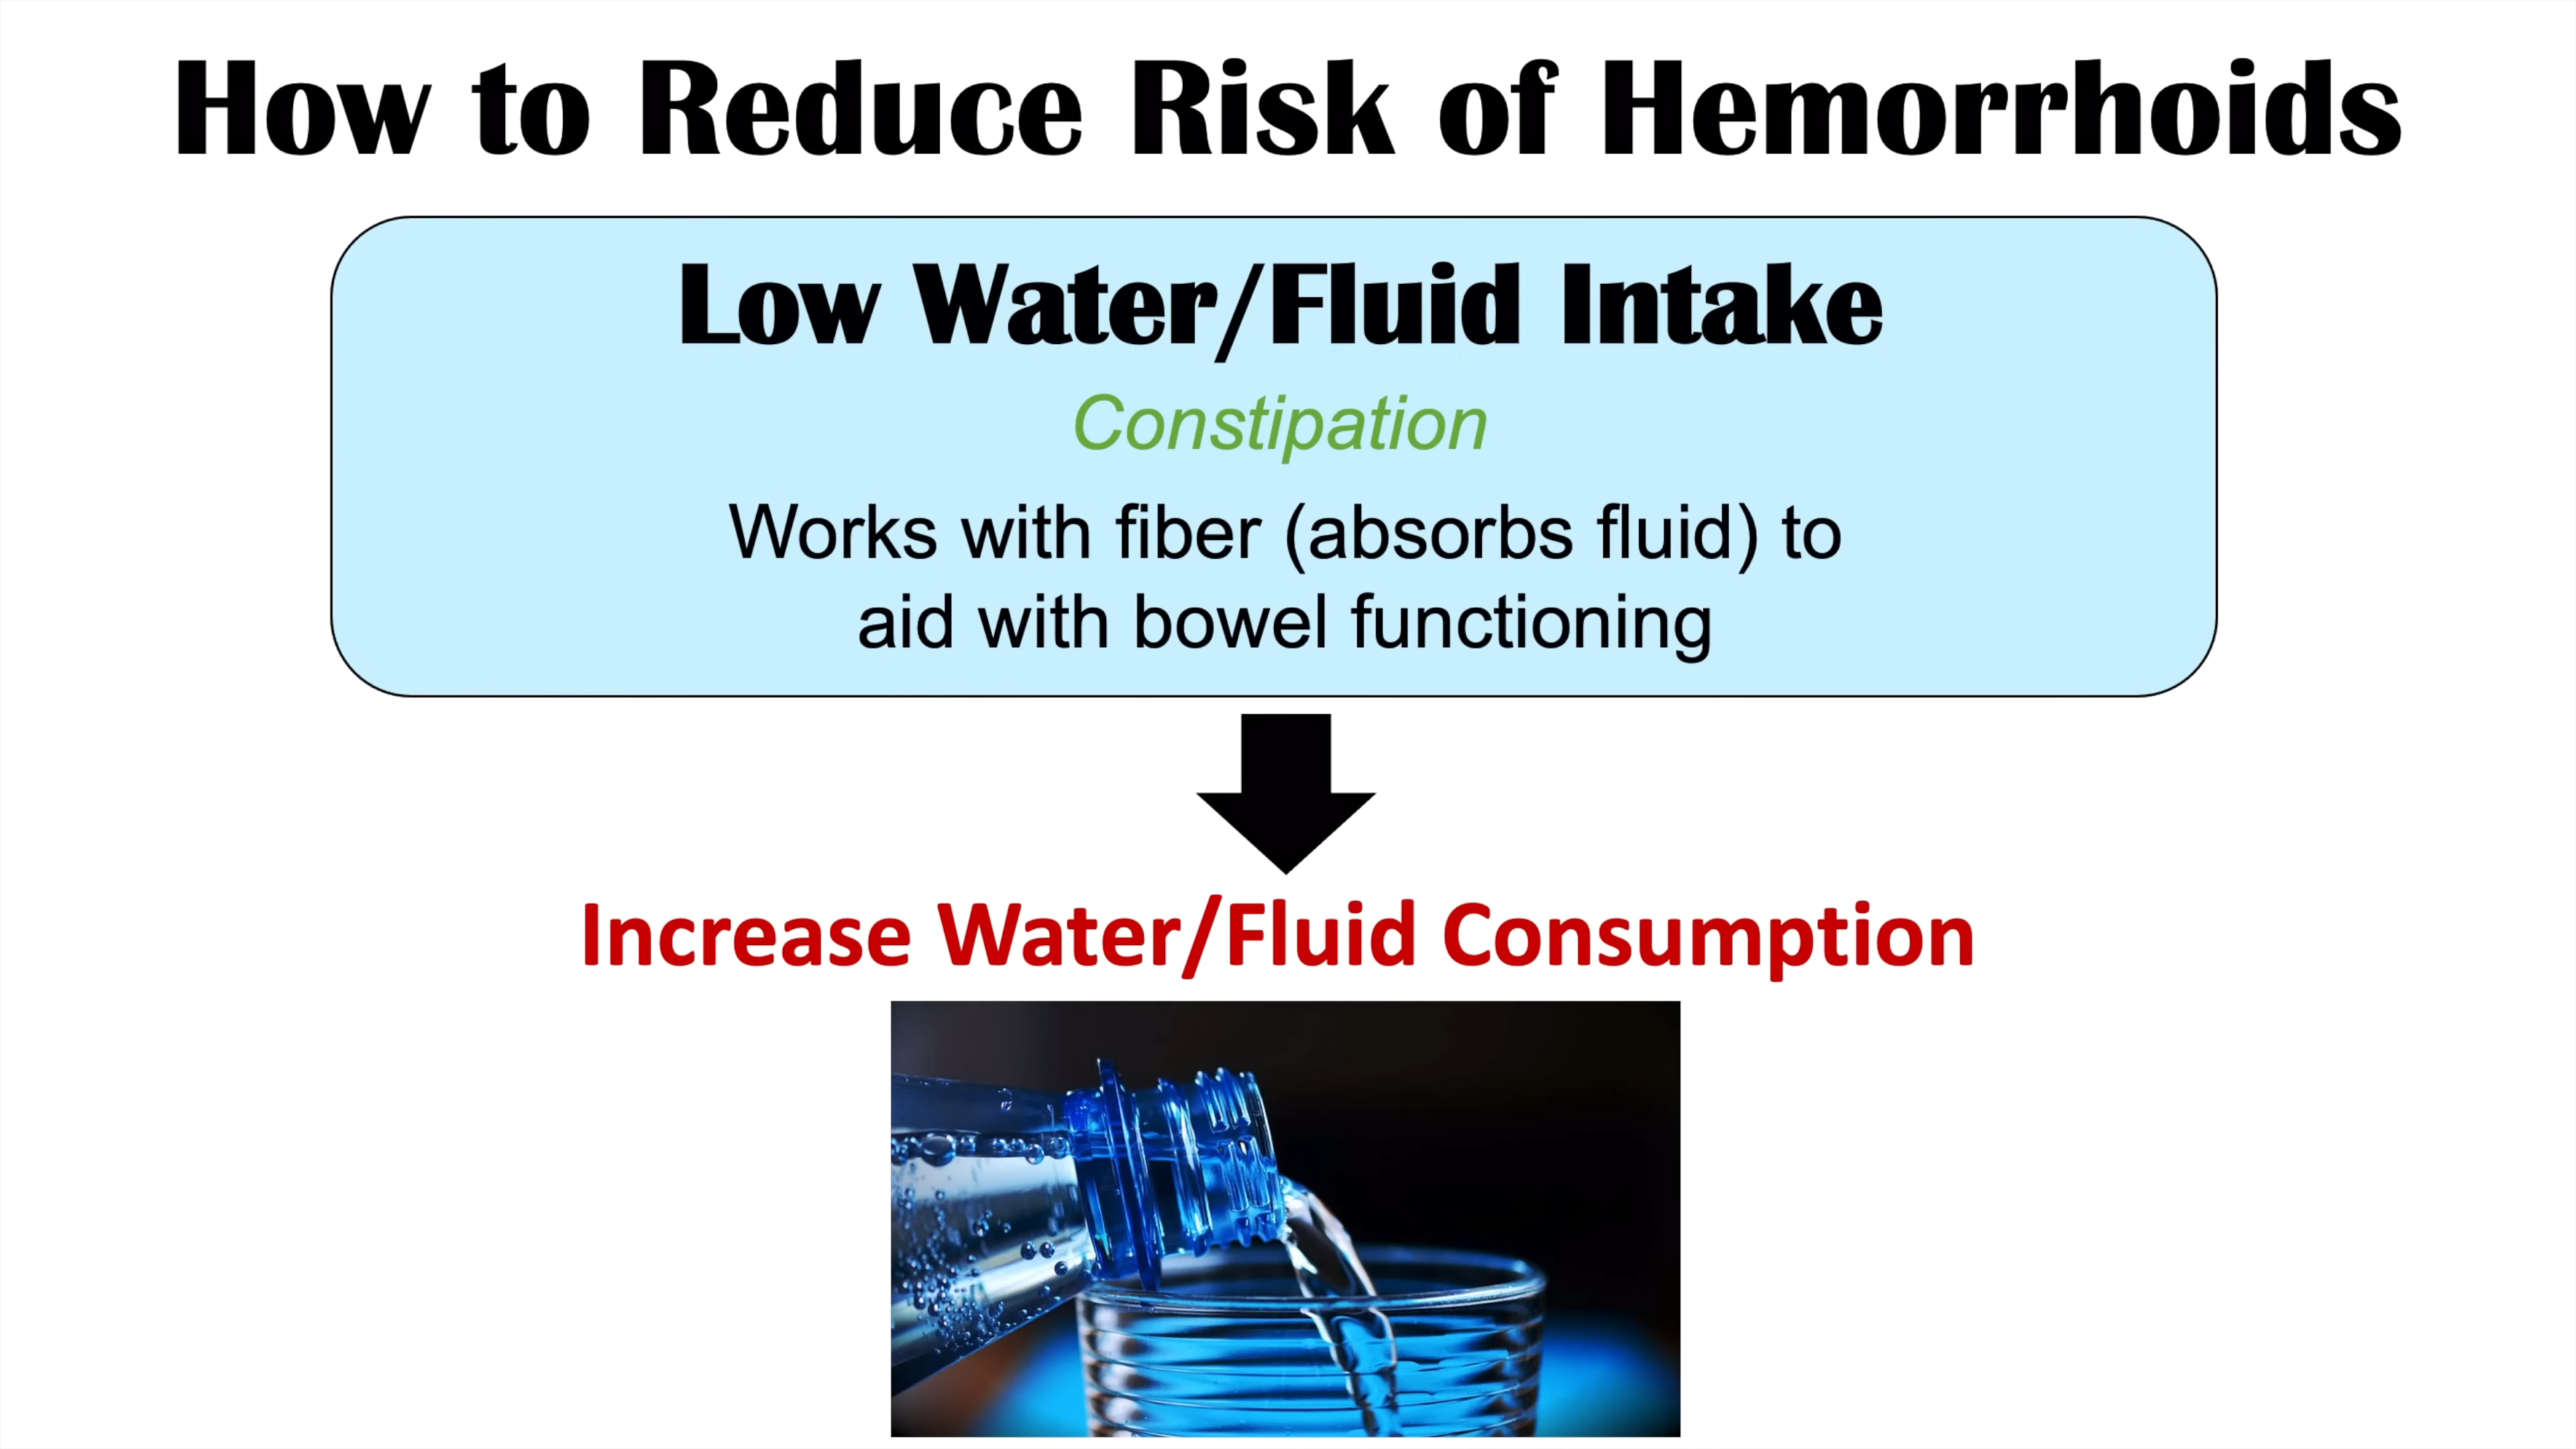 How to Reduce Risk of Hemorrhoids
Low Water/Fluid Intake
Constipation
Works with fiber (absorbs fluid) to
aid with bowel functioning
Increase Water/Fluid Consumption